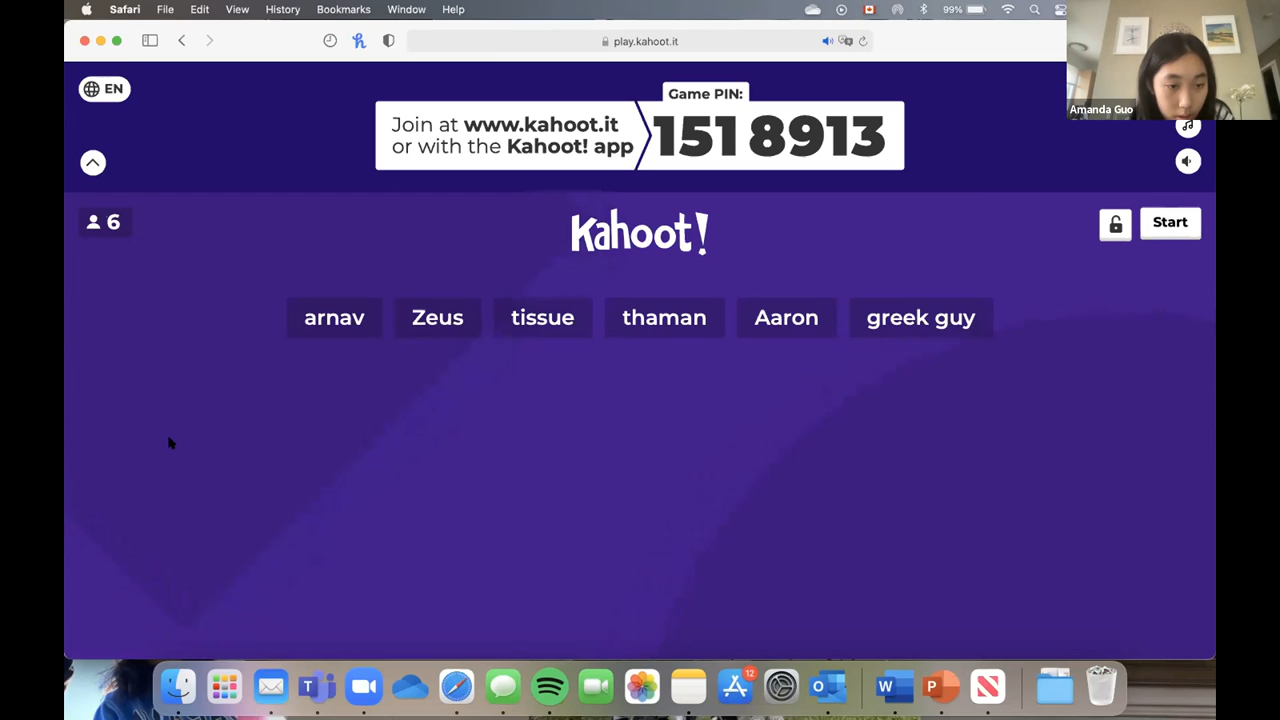 Safari File Edit View History Bookmarks Window Help 99%
play.kahoot.it
Amanda Guo
EN
Game PIN:
Join at www.kahoot.it
or with the Kahoot! app
151 8913
6
Kahoot!
Start
arnav Zeus tissue thaman Aaron greek guy
12